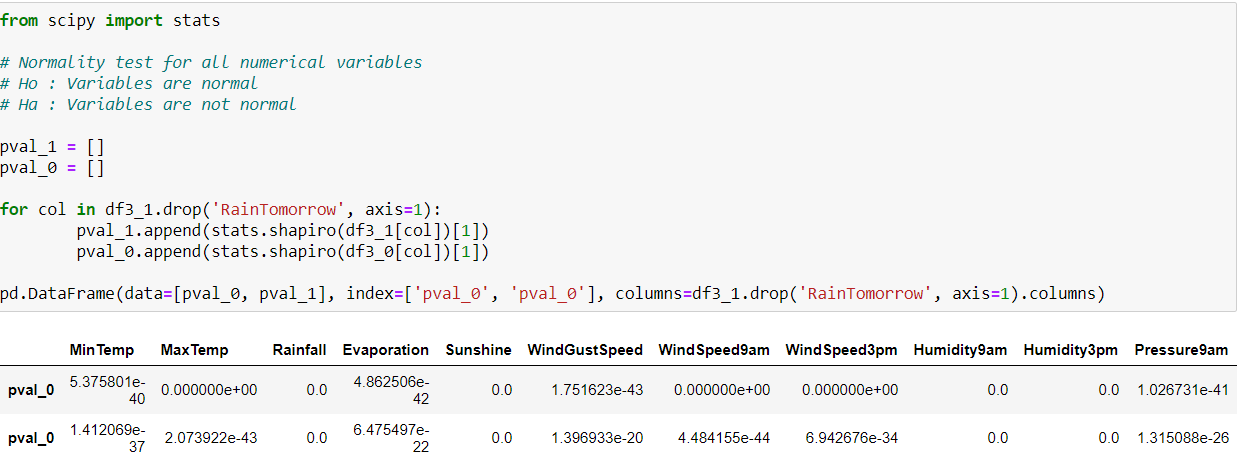 from scipy import stats
# Normality test for all numerical variables
# Ho : Variables are normal
# Ha : Variables are not normal
pval_1 = []
pval_0 = []
for col in df3_1.drop('RainTomorrow', axis=1):
        pval_1.append(stats.shapiro(df3_1[col])[1])
        pval_0.append(stats.shapiro(df3_0[col])[1])
pd.DataFrame(data=[pval_0, pval_1], index=['pval_0', 'pval_0'], columns=df3_1.drop('RainTomorrow', axis=1).columns)
MinTemp MaxTemp Rainfall Evaporation Sunshine WindGustSpeed WindSpeed9am WindSpeed3pm Humidity9am Humidity3pm Pressure9am
pval_0 5.375801e-40 0.000000e+00 0.0 4.862506e-42 0.0 1.751623e-43 0.000000e+00 0.000000e+00 0.0 0.0 1.026731e-41
pval_0 1.412069e-37 2.073922e-43 0.0 6.475497e-22 0.0 1.396933e-20 4.484155e-44 6.942676e-34 0.0 0.0 1.315088e-26